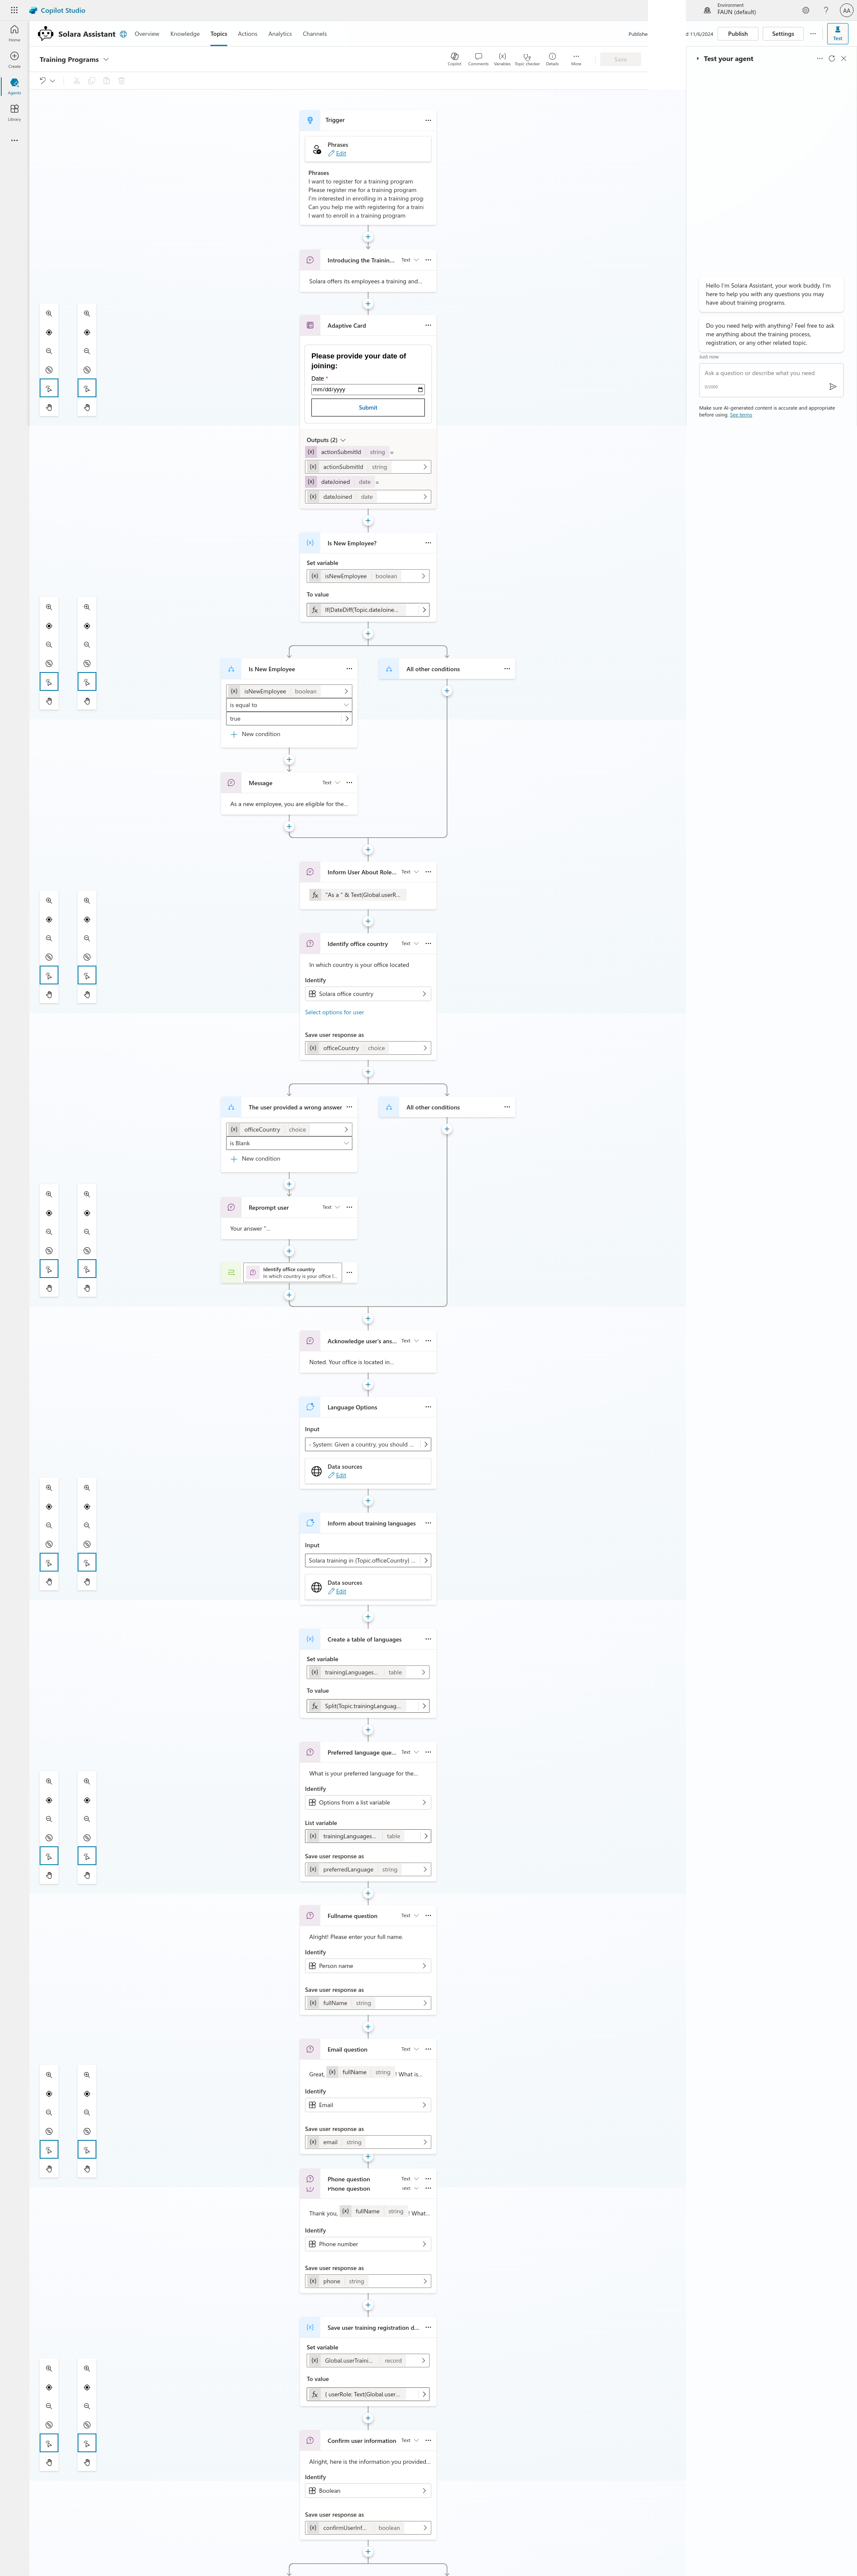 Copilot Studio
Environment
FAUN (default)
AA
Home
Create
Agents
Library
Solara Assistant
Overview
Knowledge
Topics
Actions
Analytics
Channels
Publishe
d 11/6/2024
Publish
Settings
Test
Training Programs
Copilot
Comments
Variables
Topic checker
Details
More
Save
Test your agent
Hello I'm Solara Assistant, your work buddy. I'm
here to help you with any questions you may
have about training programs.
Do you need help with anything? Feel free to ask
me anything about the training process,
registration, or any other related topic.
Just now
Ask a question or describe what you need
0/2000
Make sure AI-generated content is accurate and appropriate
before using. See terms
Trigger
Phrases
Edit
Phrases
I want to register for a training program
Please register me for a training program
I'm interested in enrolling in a training prog
Can you help me with registering for a traini
I want to enroll in a training program
Introducing the Trainin... Text
Solara offers its employees a training and...
Adaptive Card
Please provide your date of
joining:
Date *
mm/dd/yyyy
Submit
Outputs (2)
{x} actionSubmitId string =
{x} actionSubmitId string
{x} dateJoined date =
{x} dateJoined date
{x} Is New Employee?
Set variable
{x} isNewEmployee boolean
To value
fx If(DateDiff(Topic.dateJoine...
Is New Employee
All other conditions
{x} isNewEmployee boolean
is equal to
true
New condition
Message Text
As a new employee, you are eligible for the...
Inform User About Role... Text
fx "As a " & Text(Global.userR...
Identify office country Text
In which country is your office located
Identify
Solara office country
Select options for user
Save user response as
{x} officeCountry choice
The user provided a wrong answer
All other conditions
{x} officeCountry choice
is Blank
New condition
Reprompt user Text
Your answer "...
Identify office country
In which country is your office l...
Acknowledge user's ans... Text
Noted. Your office is located in...
Language Options
Input
- System: Given a country, you should ...
Data sources
Edit
Inform about training languages
Input
Solara training in {Topic.officeCountry} ...
Data sources
Edit
{x} Create a table of languages
Set variable
{x} trainingLanguages... table
To value
fx Split(Topic.trainingLanguag...
Preferred language que... Text
What is your preferred language for the...
Identify
Options from a list variable
List variable
{x} trainingLanguages... table
Save user response as
{x} preferredLanguage string
Fullname question Text
Alright! Please enter your full name.
Identify
Person name
Save user response as
{x} fullName string
Email question Text
Great, {x} fullName string ! What is...
Identify
Email
Save user response as
{x} email string
Phone question Text
Phone question Text
Thank you, {x} fullName string ! What...
Identify
Phone number
Save user response as
{x} phone string
{x} Save user training registration d...
Set variable
{x} Global.userTraini... record
To value
fx { userRole: Text(Global.user...
Confirm user information Text
Alright, here is the information you provided...
Identify
Boolean
Save user response as
{x} confirmUserInf... boolean